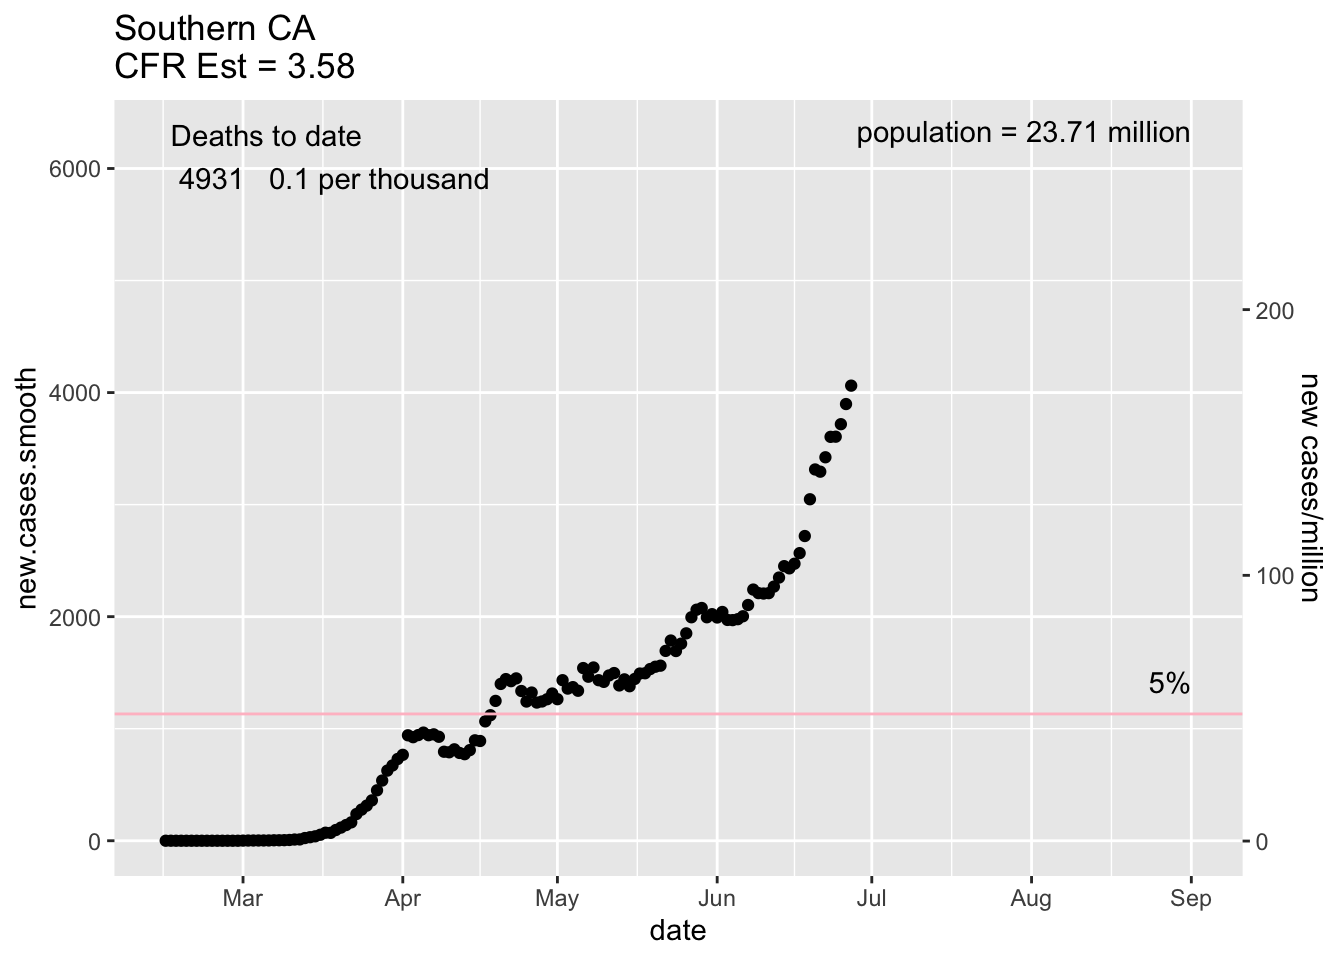 Southern CA
CFR Est = 3.58
Deaths to date
population = 23.71 million
4931 0.1 per thousand
6000
4000
2000
0
new.cases.smooth
200
100
0
new cases/million
5%
Mar Apr May Jun Jul Aug Sep
date